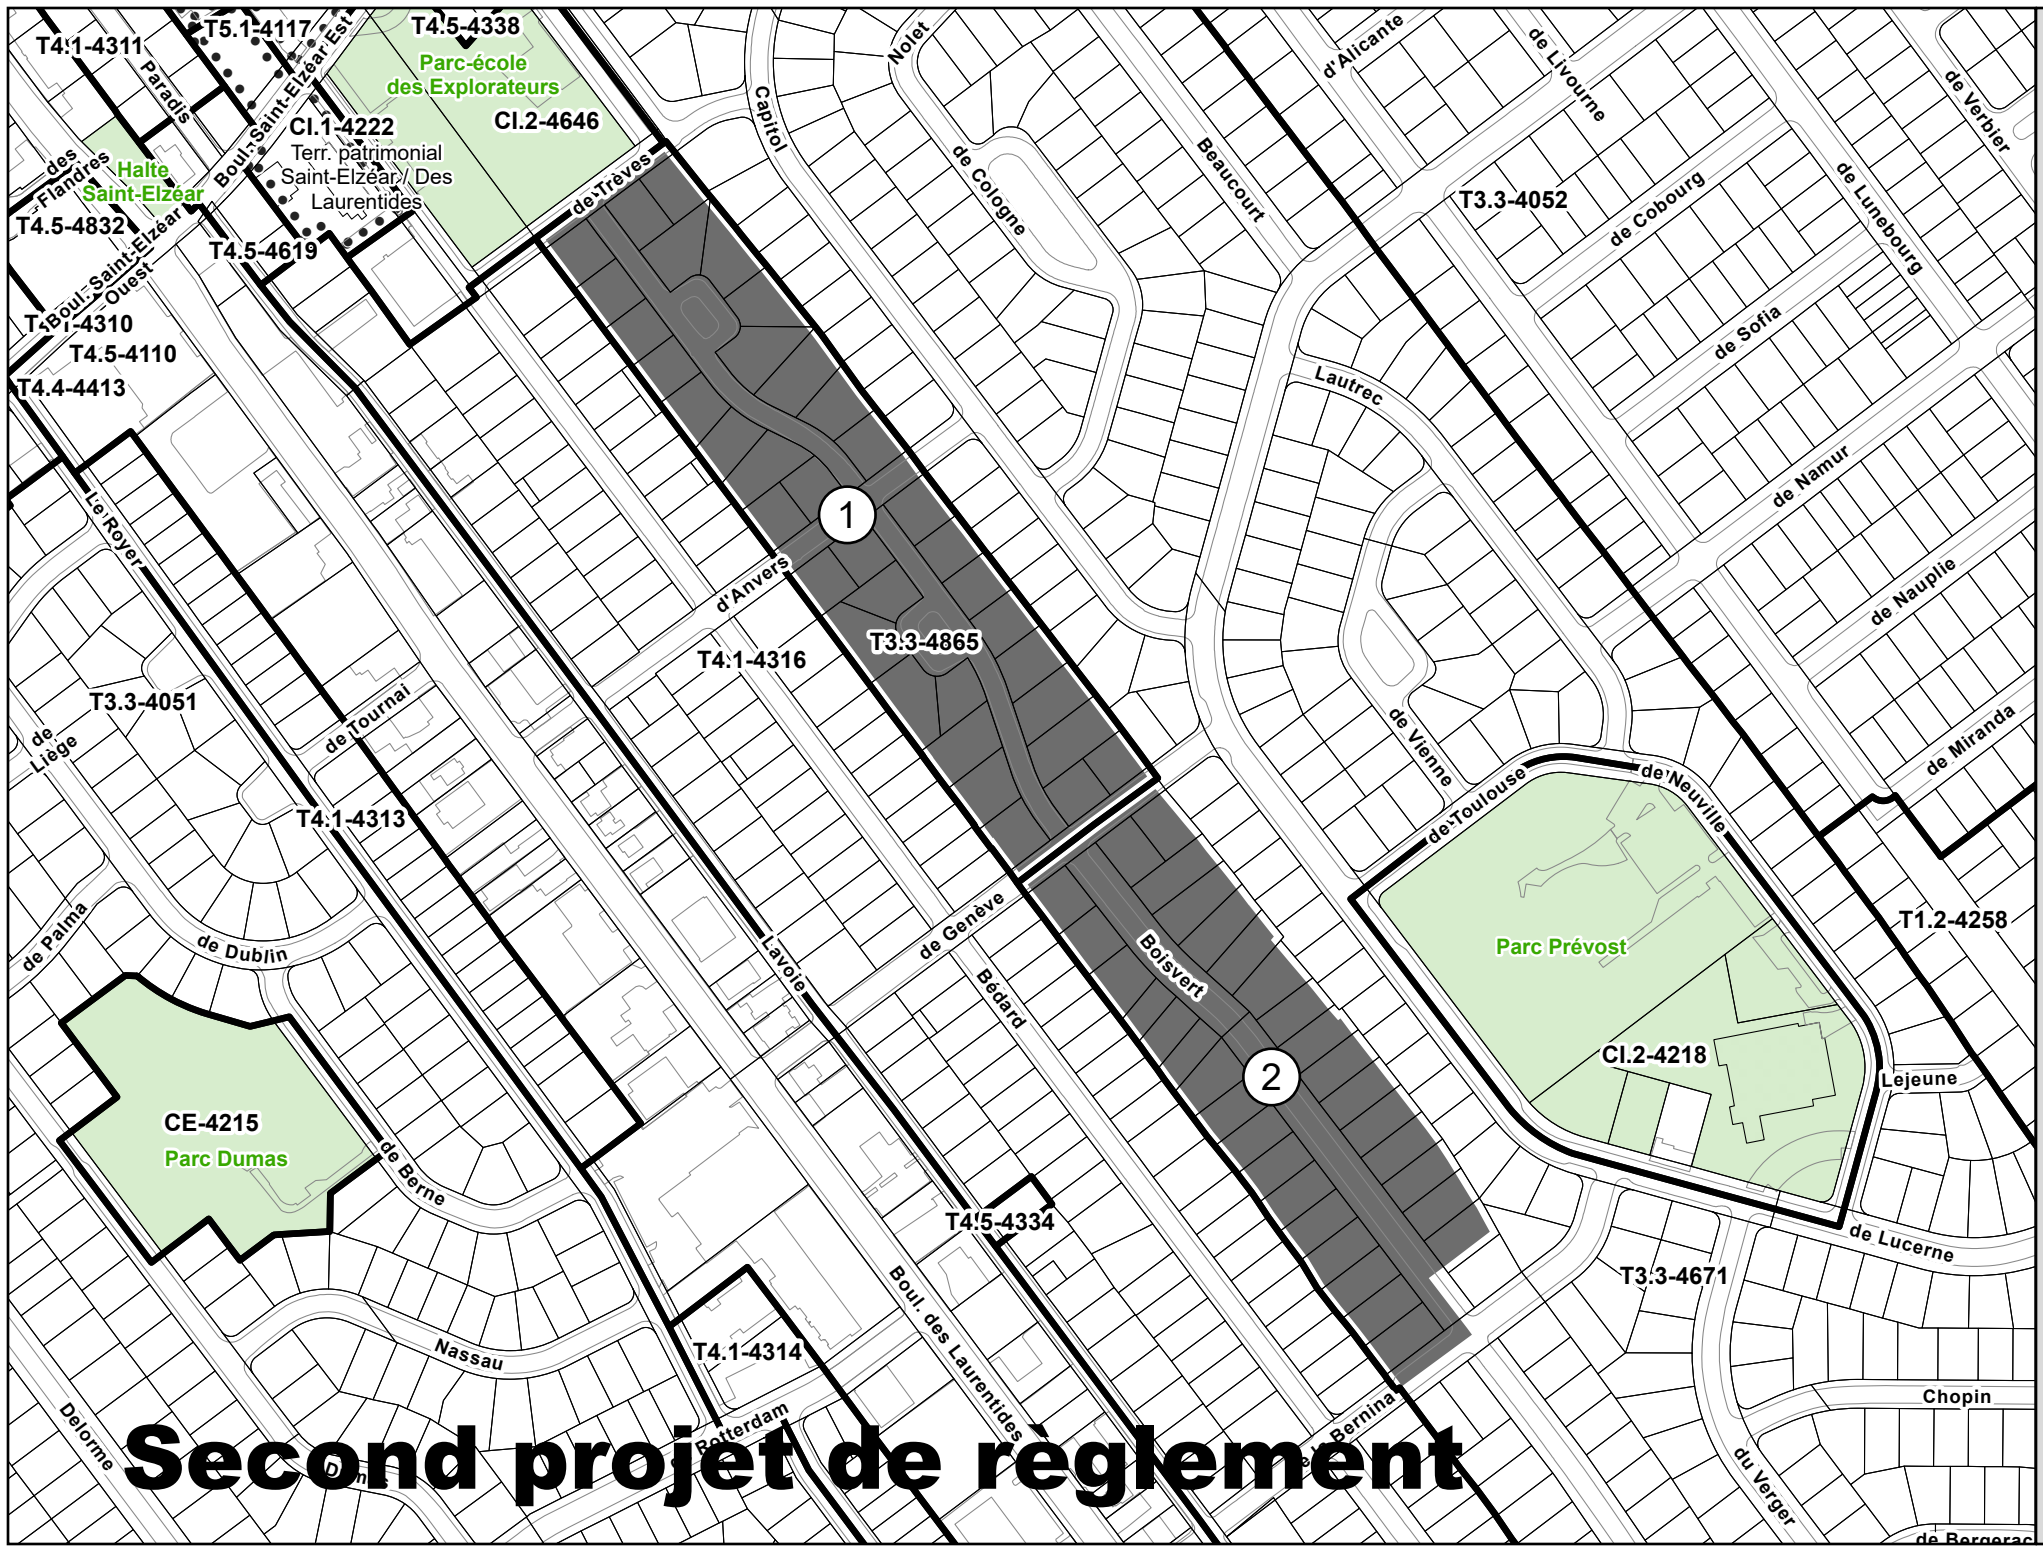 T4.1-4311
T5.1-4117
T4.5-4338
Parc-école
des Explorateurs
CI.2-4646
CI.1-4222
Terr. patrimonial
Saint-Elzéar / Des
Laurentides
Paradis
Boul. Saint-Elzéar Est
des
Flandres
Halte
Saint-Elzéar
T4.5-4832
T4.5-4619
Boul. Saint-Elzéar
Ouest
T4.1-4310
T4.5-4110
T4.4-4413
de Trèves
Capitol
Nolet
de Cologne
Beaucourt
d'Alicante
de Livourne
de Verbier
T3.3-4052
de Cobourg
de Lunebourg
de Sofia
Lautrec
de Namur
de Nauplie
de Miranda
Le Royer
1
d'Anvers
T3.3-4865
T4.1-4316
T3.3-4051
de
Liège
de Tournai
T4.1-4313
de Vienne
de Toulouse
de Neuville
Parc Prévost
T1.2-4258
CI.2-4218
Lejeune
de Palma
de Dublin
Lavoie
de Genève
Bédard
Boisvert
2
CE-4215
Parc Dumas
de Berne
T4.5-4334
de Lucerne
T3.3-4671
Boul. des Laurentides
Nassau
T4.1-4314
Rotterdam
Delorme
de la Bernina
Chopin
du Verger
de Bergerac
Second projet de règlement